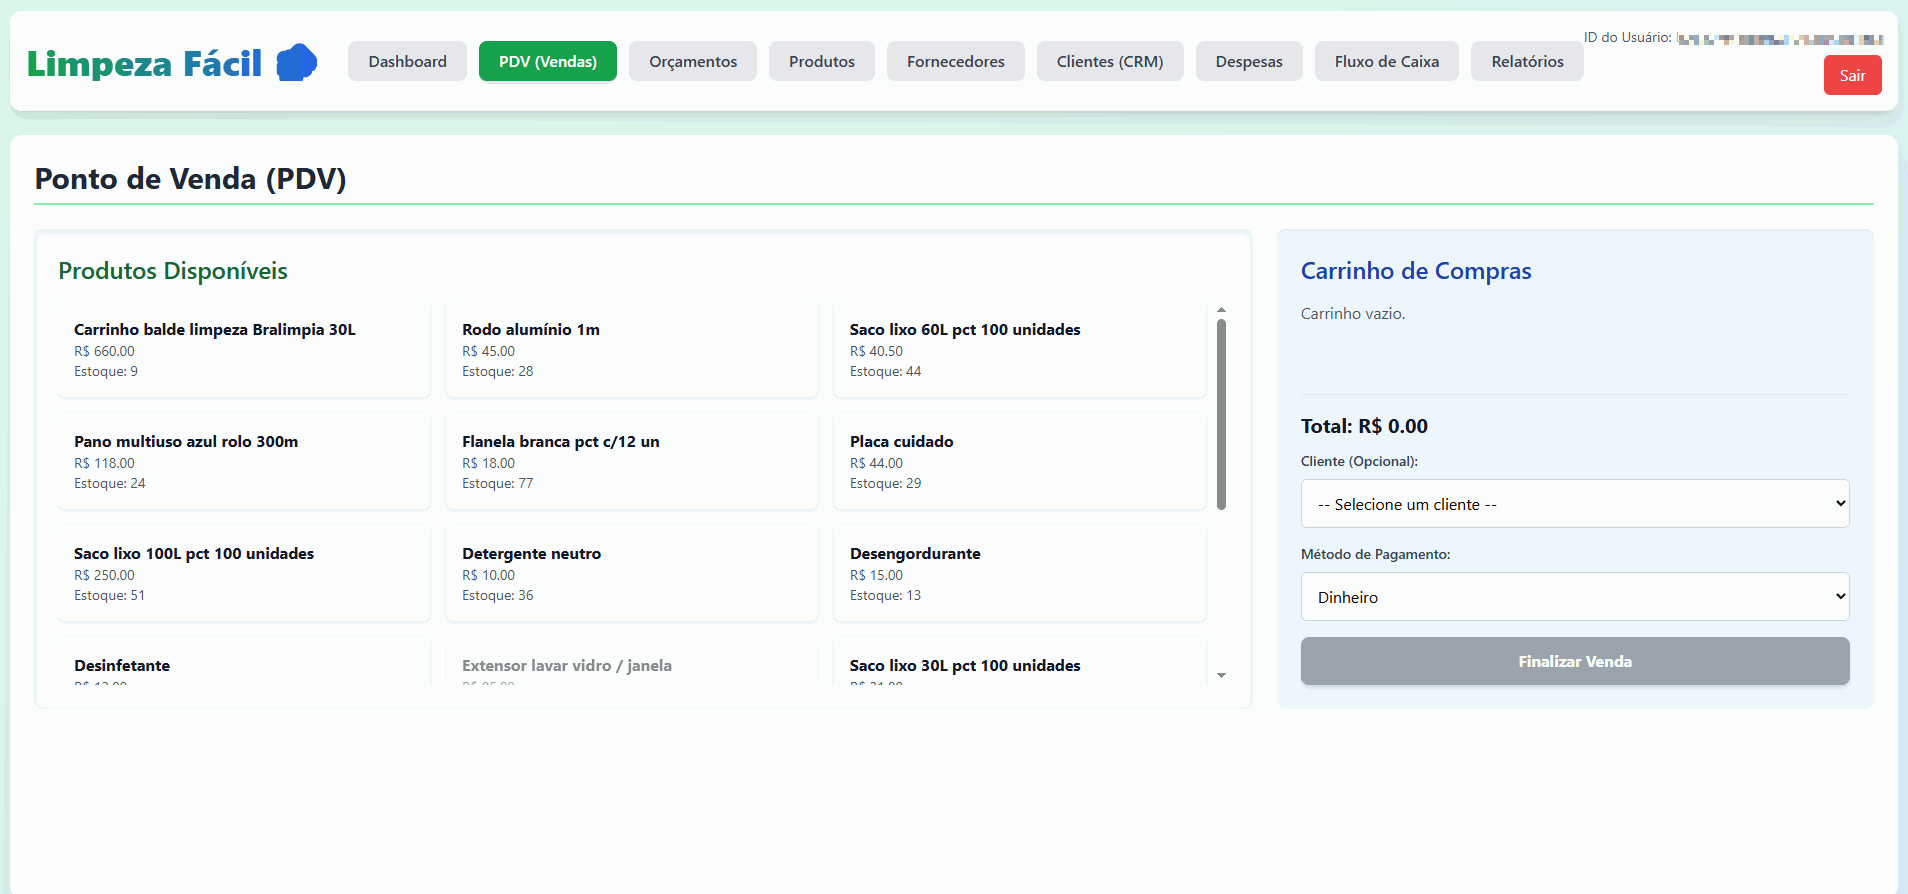 Limpeza Fácil
Dashboard
PDV (Vendas)
Orçamentos
Produtos
Fornecedores
Clientes (CRM)
Despesas
Fluxo de Caixa
Relatórios
ID do Usuário:
Sair
Ponto de Venda (PDV)
Produtos Disponíveis
Carrinho balde limpeza Bralimpia 30L
R$ 660.00
Estoque: 9
Rodo alumínio 1m
R$ 45.00
Estoque: 28
Saco lixo 60L pct 100 unidades
R$ 40.50
Estoque: 44
Pano multiuso azul rolo 300m
R$ 118.00
Estoque: 24
Flanela branca pct c/12 un
R$ 18.00
Estoque: 77
Placa cuidado
R$ 44.00
Estoque: 29
Saco lixo 100L pct 100 unidades
R$ 250.00
Estoque: 51
Detergente neutro
R$ 10.00
Estoque: 36
Desengordurante
R$ 15.00
Estoque: 13
Desinfetante
Extensor lavar vidro / janela
Saco lixo 30L pct 100 unidades
Carrinho de Compras
Carrinho vazio.
Total: R$ 0.00
Cliente (Opcional):
-- Selecione um cliente --
Método de Pagamento:
Dinheiro
Finalizar Venda